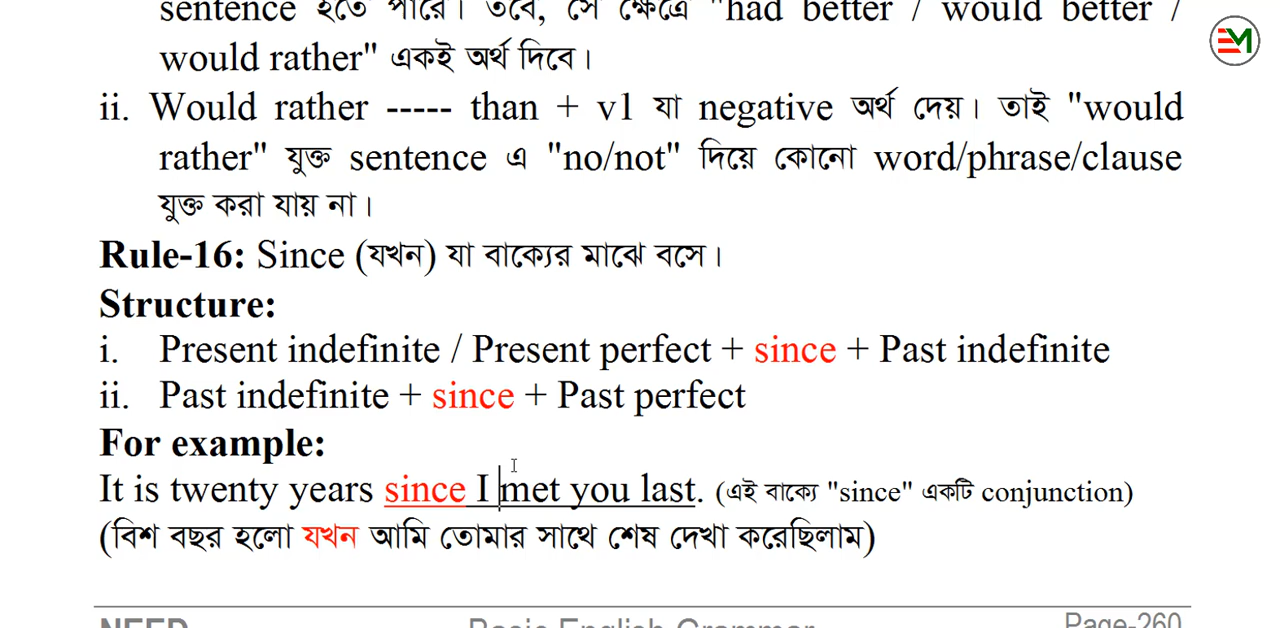 sentence হতে পারে। তবে, সে ক্ষেত্রে "had better / would better /
would rather" একই অর্থ দিবে।
ii. Would rather ----- than + v1 যা negative অর্থ দেয়। তাই "would
rather" যুক্ত sentence এ "no/not" দিয়ে কোনো word/phrase/clause
যুক্ত করা যায় না।
Rule-16: Since (যখন) যা বাক্যের মাঝে বসে।
Structure:
i. Present indefinite / Present perfect + since + Past indefinite
ii. Past indefinite + since + Past perfect
For example:
It is twenty years since I met you last. (এই বাক্যে "since" একটি conjunction)
(বিশ বছর হলো যখন আমি তোমার সাথে শেষ দেখা করেছিলাম)
NEED Basic English Grammar Page-260